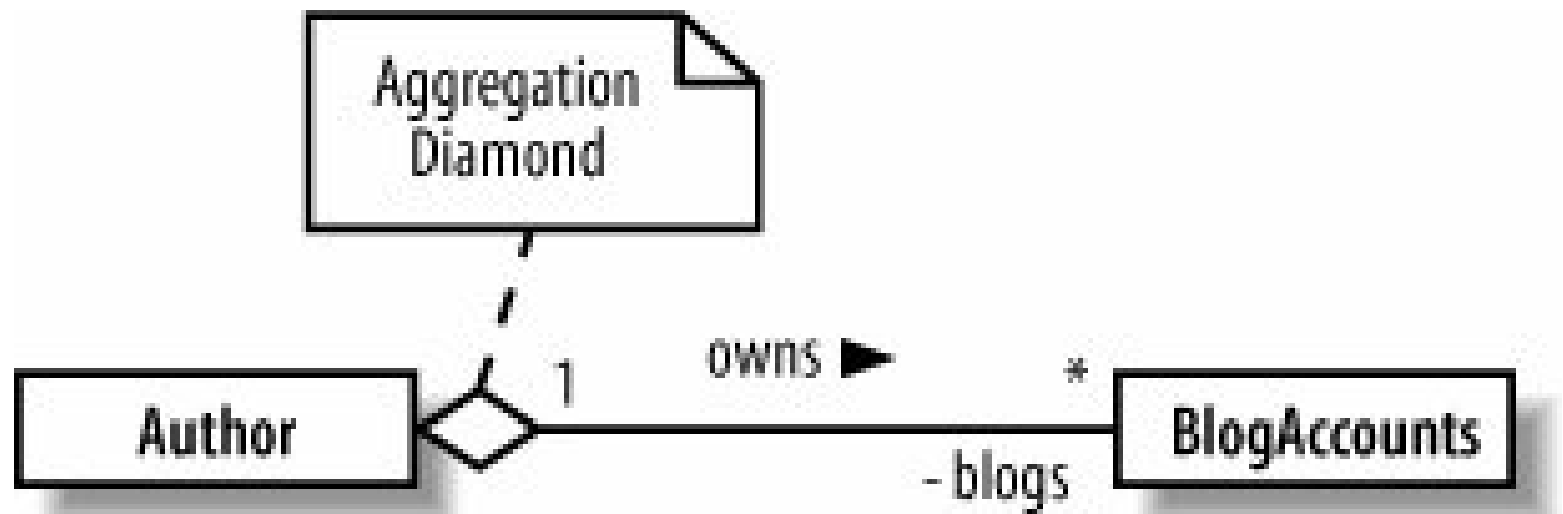 Aggregation
Diamond
1
owns ►
*
Author
BlogAccounts
- blogs